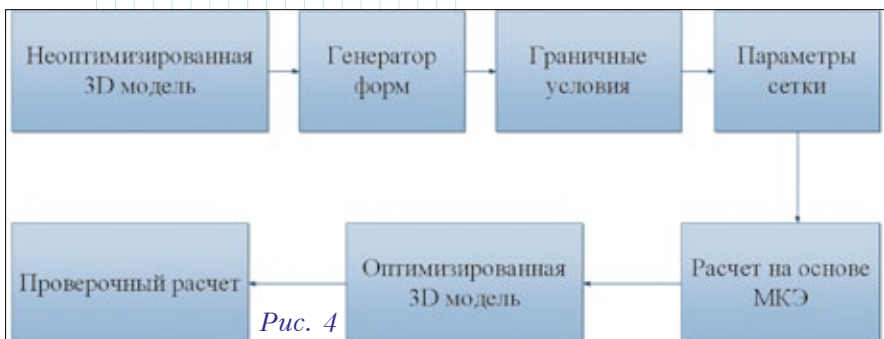 Неоптимизированная
3D модель
Генератор
форм
Граничные
условия
Параметры
сетки
Расчет на основе
МКЭ
Оптимизированная
3D модель
Проверочный расчет
Рис. 4